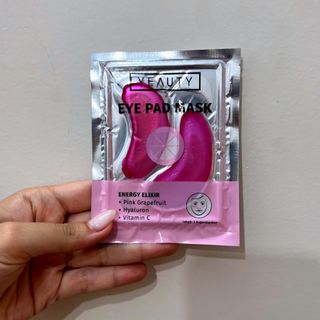 YEAUTY
EYE PAD MASK
ENERGY ELIXIR
• Pink Grapefruit
• Hyaluron
• Vitamin C